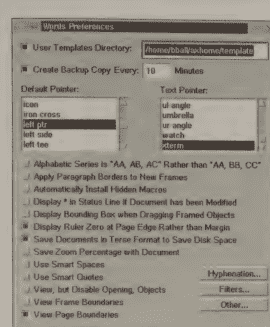 Words Preferences
User Templates Directory: /home/bball/axhome/template
Create Backup Copy Every: 10 Minutes
Default Pointer:
icon
iron cross
left ptr
left side
left tee
Text Pointer:
ul angle
umbrella
ur angle
watch
xterm
Alphabetic Series is "AA, AB, AC" Rather than "AA, BB, CC"
Apply Paragraph Borders to New Frames
Automatically Install Hidden Macros
Display * in Status Line if Document has been Modified
Display Bounding Box when Dragging Framed Objects
Display Ruler Zero at Page Edge Rather than Margin
Save Documents in Terse Format to Save Disk Space
Save Zoom Percentage with Document
Use Smart Spaces
Use Smart Quotes
View, but Disable Opening, Objects
View Frame Boundaries
View Page Boundaries
Hyphenation...
Filters...
Other...